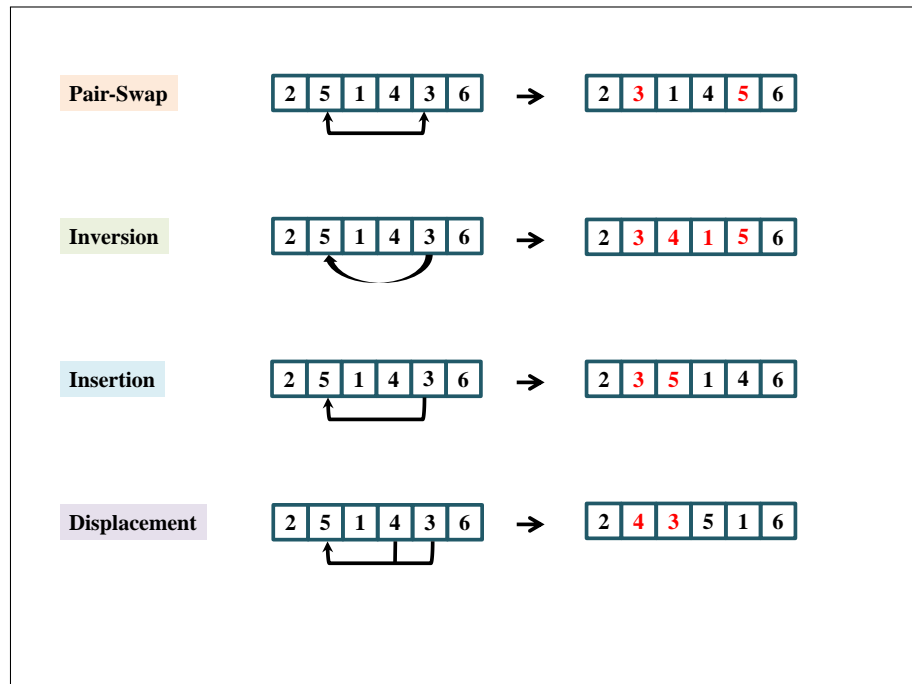 Pair-Swap 2 5 1 4 3 6 2 3 1 4 5 6
Inversion 2 5 1 4 3 6 2 3 4 1 5 6
Insertion 2 5 1 4 3 6 2 3 5 1 4 6
Displacement 2 5 1 4 3 6 2 4 3 5 1 6